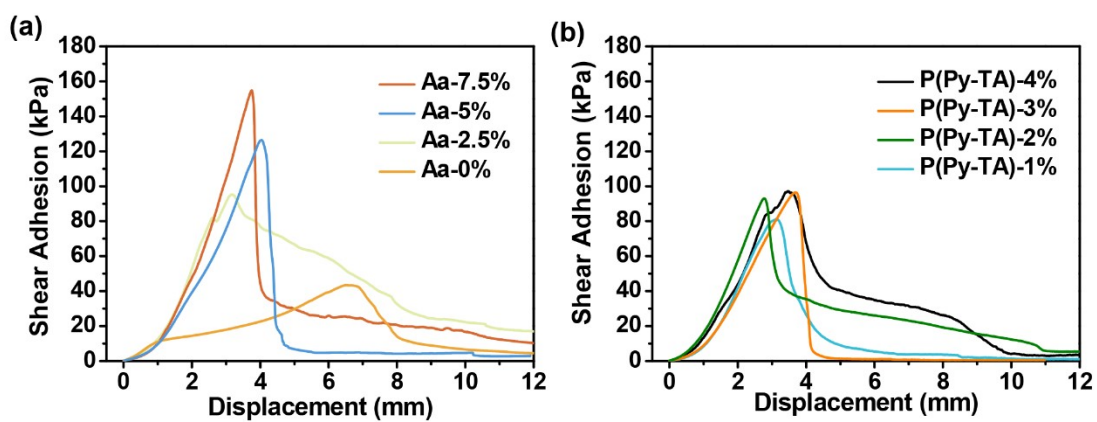 (a)
180
160
140
120
100
80
60
40
20
0
Shear Adhesion (kPa)
Aa-7.5%
Aa-5%
Aa-2.5%
Aa-0%
0 2 4 6 8 10 12
Displacement (mm)
(b)
180
160
140
120
100
80
60
40
20
0
Shear Adhesion (kPa)
P(Py-TA)-4%
P(Py-TA)-3%
P(Py-TA)-2%
P(Py-TA)-1%
0 2 4 6 8 10 12
Displacement (mm)